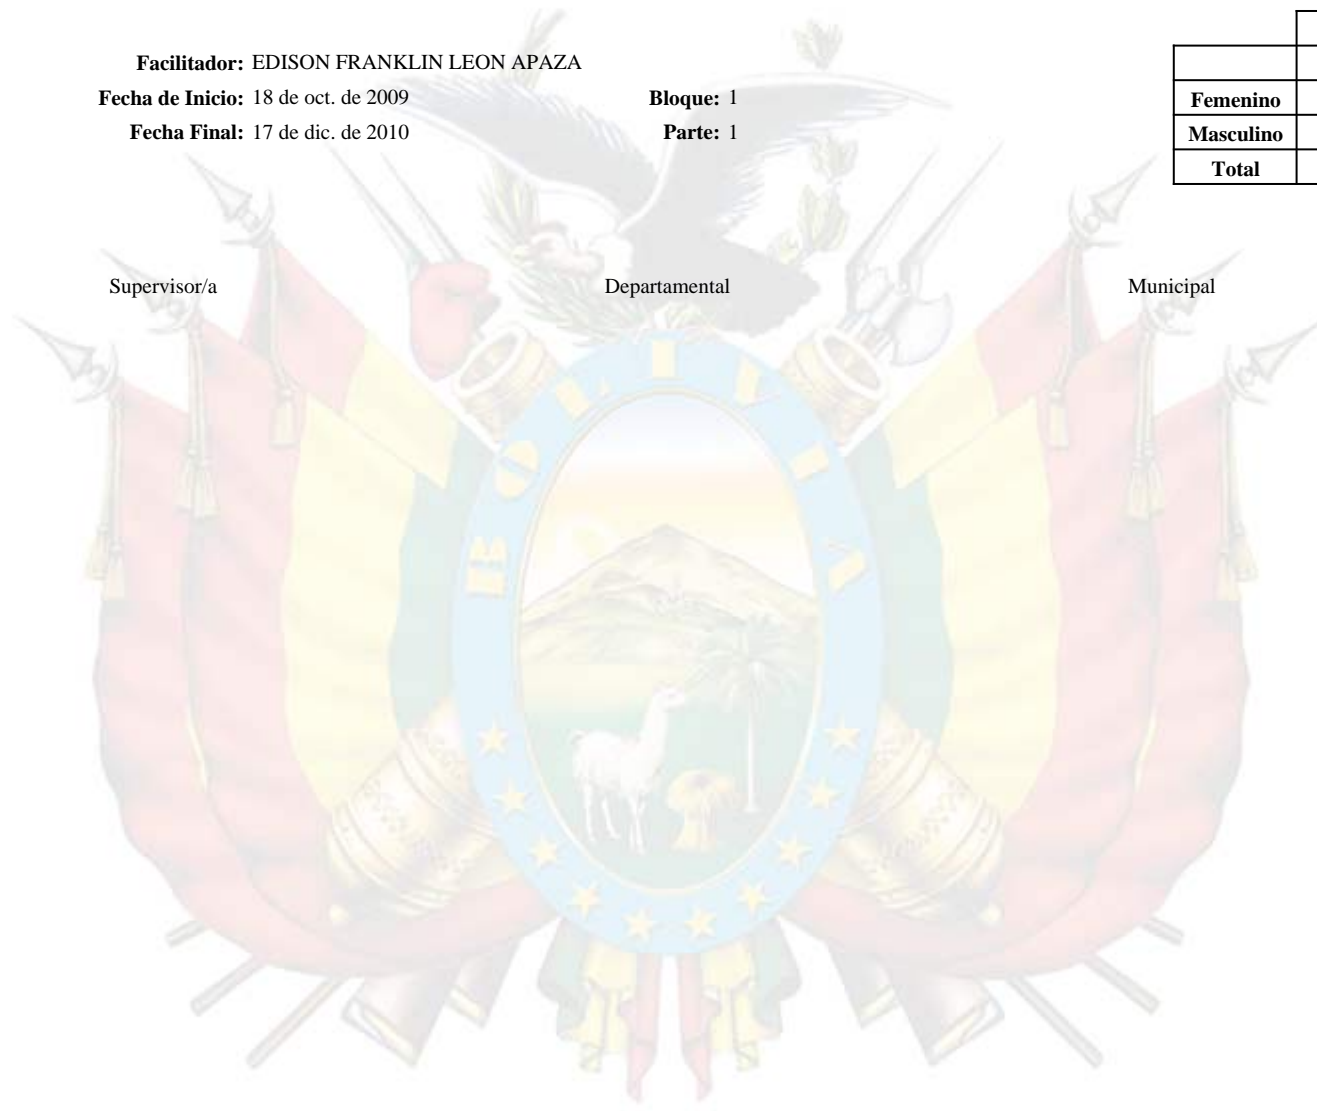 Facilitador: EDISON FRANKLIN LEON APAZA
Fecha de Inicio: 18 de oct. de 2009 Bloque: 1
Fecha Final: 17 de dic. de 2010 Parte: 1
Femenino
Masculino
Total
Supervisor/a Departamental Municipal
BOLIVIA